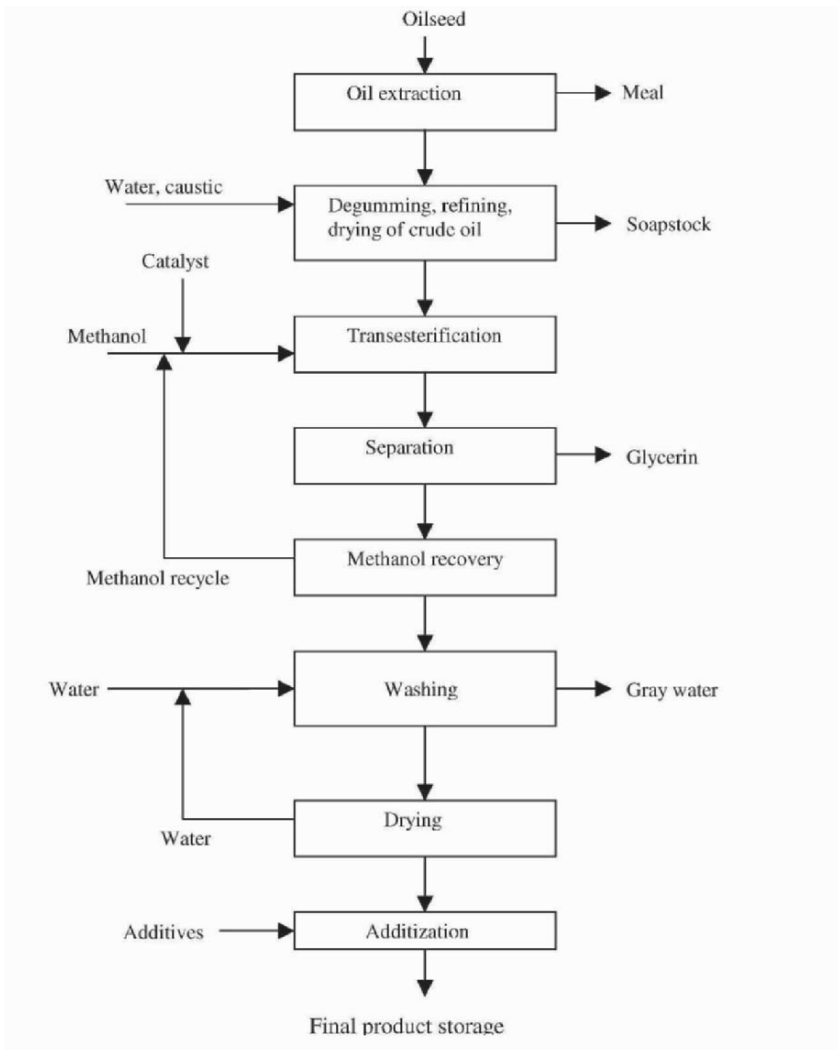 Oilseed
Oil extraction
Meal
Water, caustic
Degumming, refining,
drying of crude oil
Soapstock
Catalyst
Methanol
Transesterification
Separation
Glycerin
Methanol recovery
Methanol recycle
Water
Washing
Gray water
Drying
Water
Additives
Additization
Final product storage